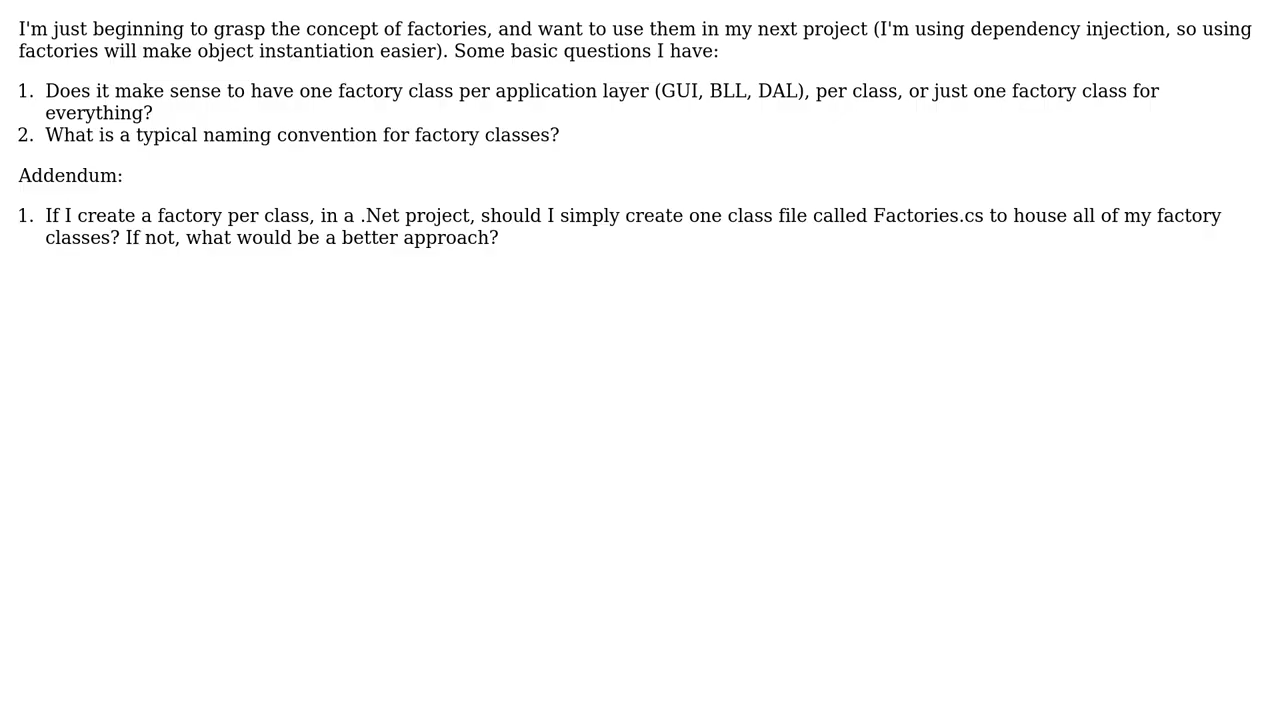 I'm just beginning to grasp the concept of factories, and want to use them in my next project (I'm using dependency injection, so using
factories will make object instantiation easier). Some basic questions I have:
1. Does it make sense to have one factory class per application layer (GUI, BLL, DAL), per class, or just one factory class for
everything?
2. What is a typical naming convention for factory classes?
Addendum:
1. If I create a factory per class, in a .Net project, should I simply create one class file called Factories.cs to house all of my factory
classes? If not, what would be a better approach?